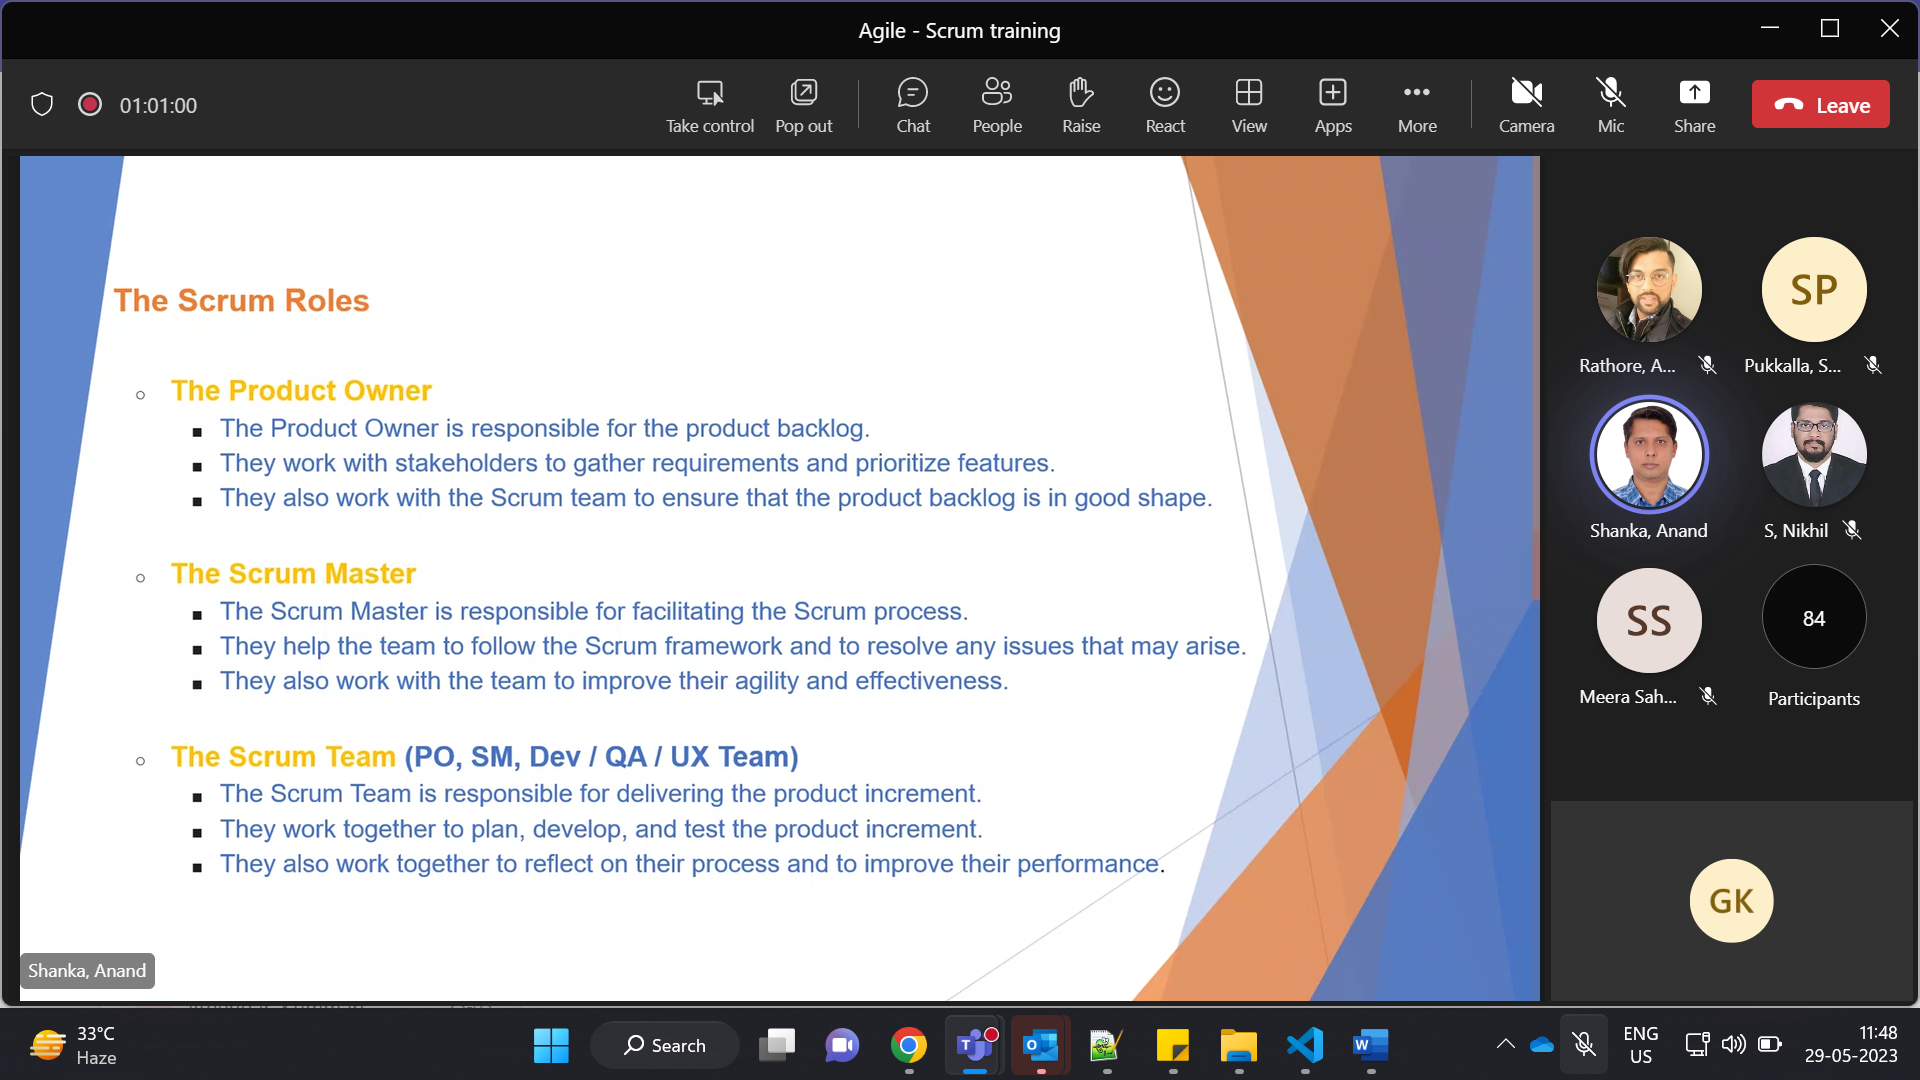 Agile - Scrum training
01:01:00
Take control
Pop out
Chat
People
Raise
React
View
Apps
More
Camera
Mic
Share
Leave
The Scrum Roles
The Product Owner
The Product Owner is responsible for the product backlog.
They work with stakeholders to gather requirements and prioritize features.
They also work with the Scrum team to ensure that the product backlog is in good shape.
The Scrum Master
The Scrum Master is responsible for facilitating the Scrum process.
They help the team to follow the Scrum framework and to resolve any issues that may arise.
They also work with the team to improve their agility and effectiveness.
The Scrum Team (PO, SM, Dev / QA / UX Team)
The Scrum Team is responsible for delivering the product increment.
They work together to plan, develop, and test the product increment.
They also work together to reflect on their process and to improve their performance.
Shanka, Anand
SP
Rathore, A...
Pukkalla, S...
Shanka, Anand
S, Nikhil
SS
84
Meera Sah...
Participants
GK
33°C
Haze
Search
ENG
US
11:48
29-05-2023